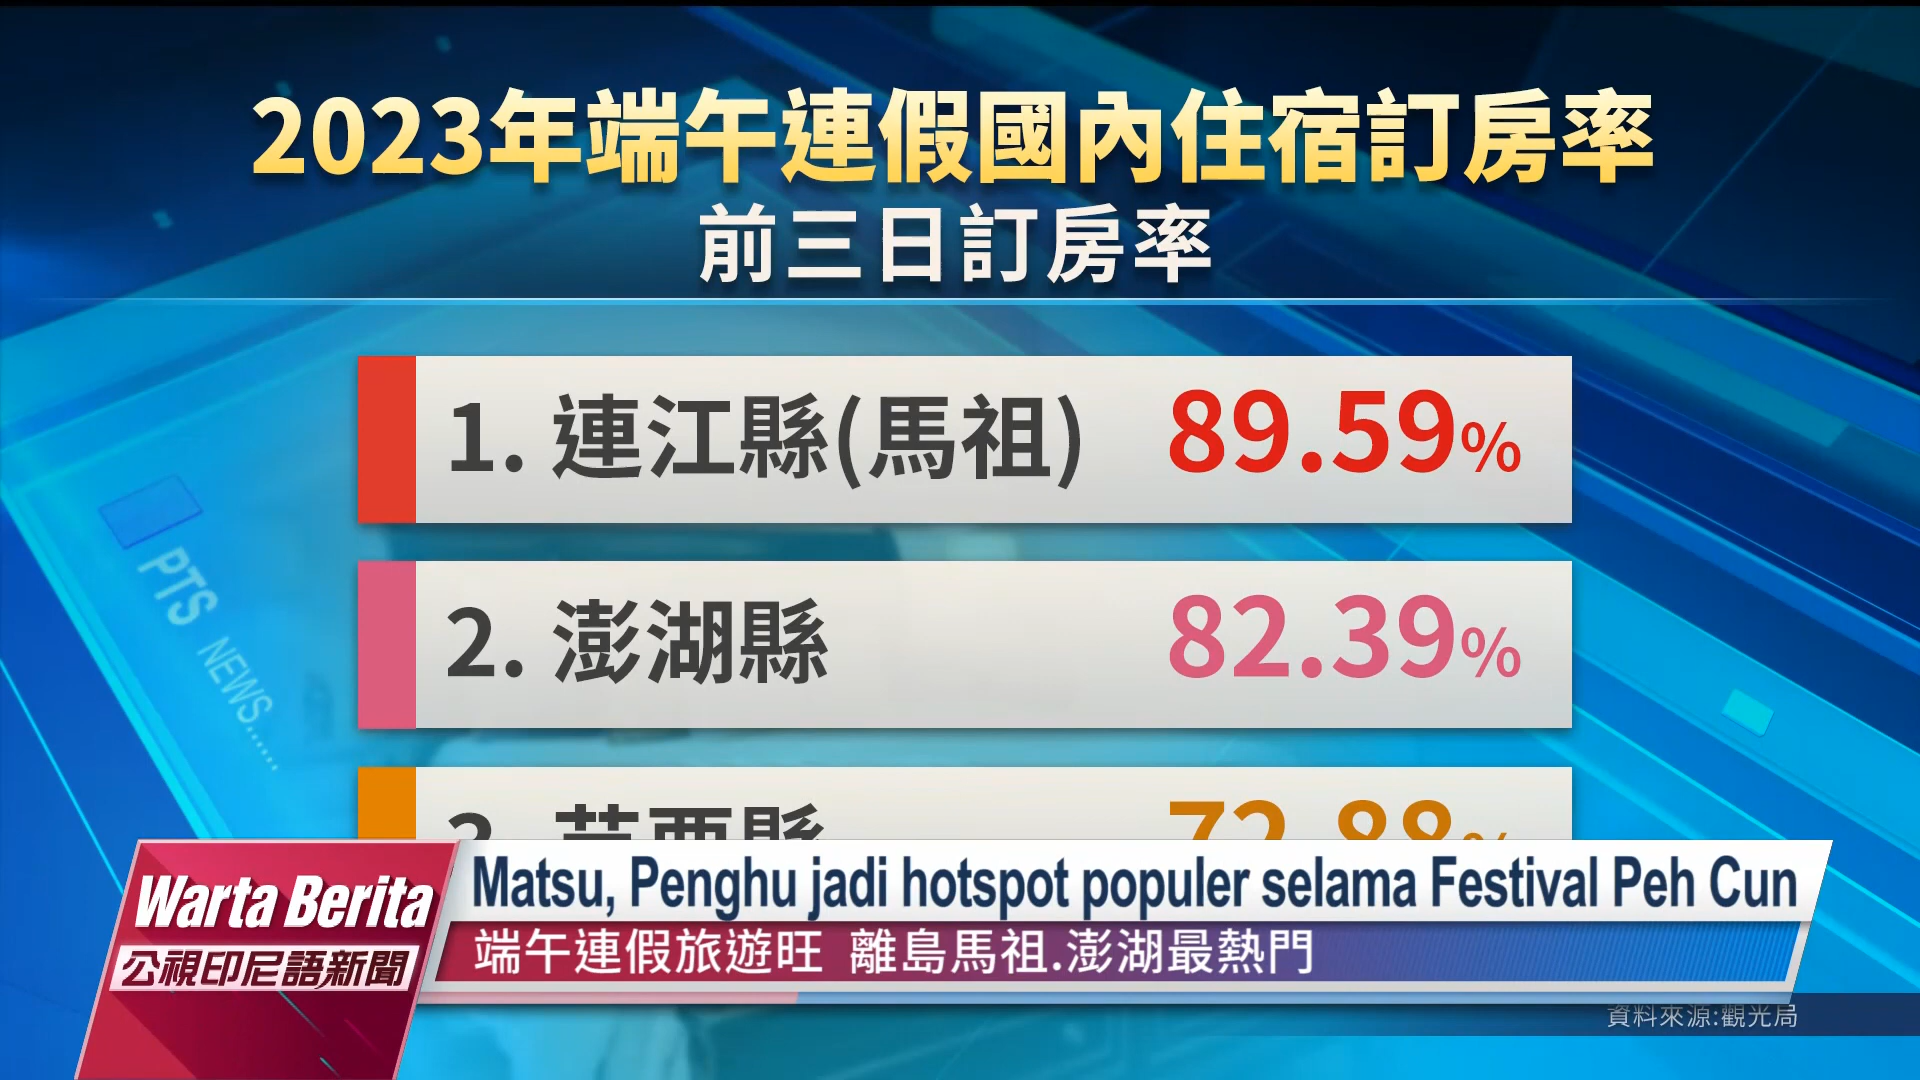 2023年端午連假國內住宿訂房率
前三日訂房率
1. 連江縣(馬祖) 89.59%
2. 澎湖縣 82.39%
72.88%
PTS NEWS......
Warta Berita
公視印尼語新聞
Matsu, Penghu jadi hotspot populer selama Festival Peh Cun
端午連假旅遊旺 離島馬祖.澎湖最熱門
資料來源:觀光局